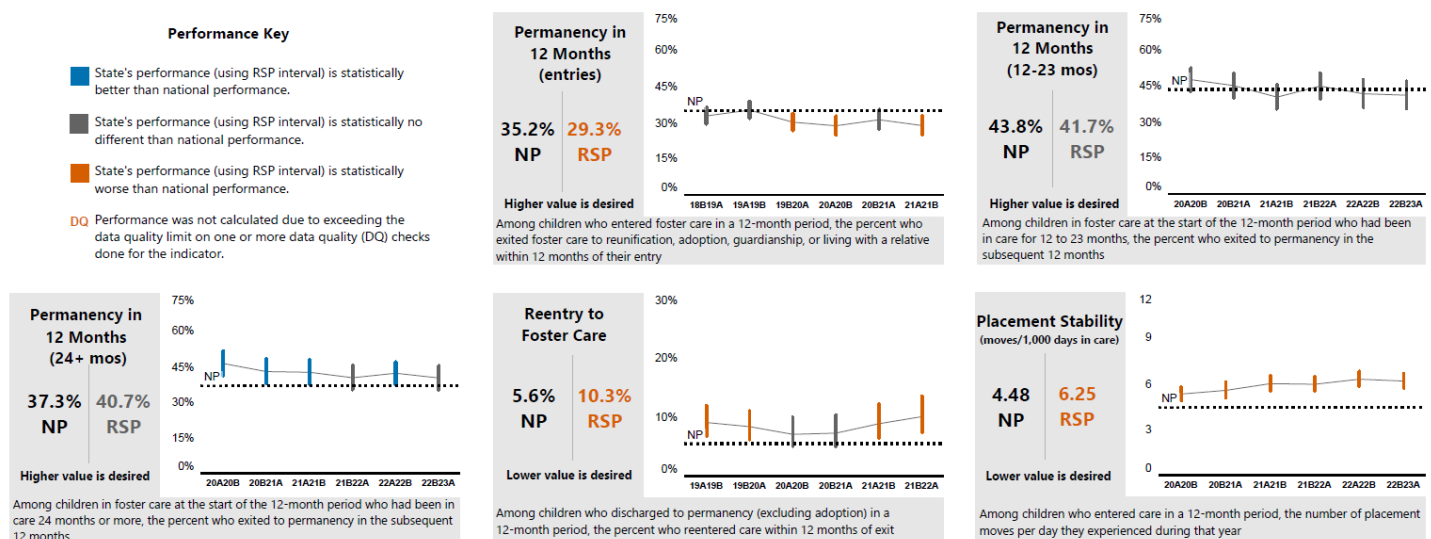 Performance Key
State's performance (using RSP interval) is statistically
better than national performance.
State's performance (using RSP interval) is statistically no
different than national performance.
State's performance (using RSP interval) is statistically
worse than national performance.
DQ Performance was not calculated due to exceeding the
data quality limit on one or more data quality (DQ) checks
done for the indicator.
Permanency in
12 Months
(entries)
35.2% 29.3%
NP RSP
Higher value is desired
75%
60%
45%
30%
15%
0%
NP
18B19A 19A19B 19B20A 20A20B 20B21A 21A21B
Among children who entered foster care in a 12-month period, the percent who
exited foster care to reunification, adoption, guardianship, or living with a relative
within 12 months of their entry
Permanency in
12 Months
(12-23 mos)
43.8% 41.7%
NP RSP
Higher value is desired
75%
60%
45%
30%
15%
0%
NP
20A20B 20B21A 21A21B 21B22A 22A22B 22B23A
Among children in foster care at the start of the 12-month period who had been
in care for 12 to 23 months, the percent who exited to permanency in the
subsequent 12 months
Permanency in
12 Months
(24+ mos)
37.3% 40.7%
NP RSP
Higher value is desired
75%
60%
45%
30%
15%
0%
NP
20A20B 20B21A 21A21B 21B22A 22A22B 22B23A
Among children in foster care at the start of the 12-month period who had been in
care 24 months or more, the percent who exited to permanency in the subsequent
12 months
Reentry to
Foster Care
5.6% 10.3%
NP RSP
Lower value is desired
30%
20%
10%
0%
NP
19A19B 19B20A 20A20B 20B21A 21A21B 21B22A
Among children who discharged to permanency (excluding adoption) in a
12-month period, the percent who reentered care within 12 months of exit
Placement Stability
(moves/1,000 days in care)
4.48 6.25
NP RSP
Lower value is desired
12
9
6
3
0
NP
20A20B 20B21A 21A21B 21B22A 22A22B 22B23A
Among children who entered care in a 12-month period, the number of placement
moves per day they experienced during that year